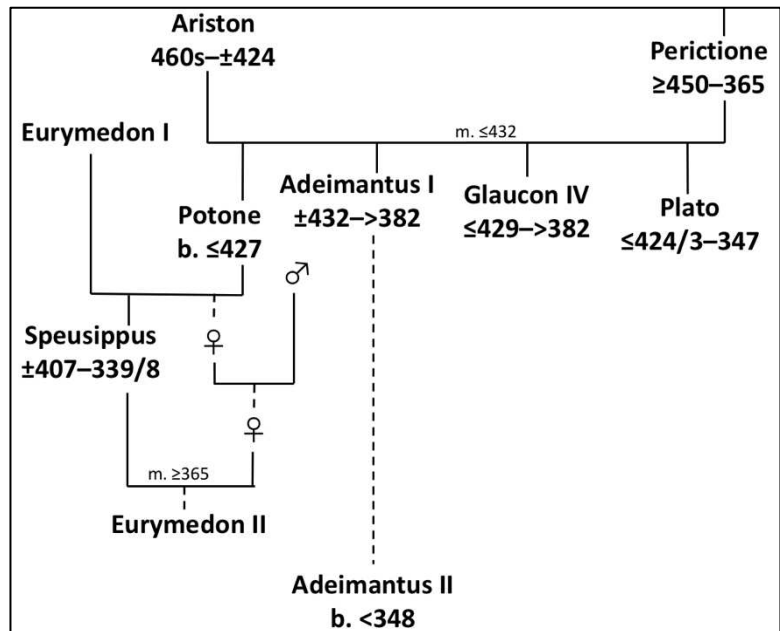 Ariston
460s–±424
Perictione
≥450–365
m. ≤432
Eurymedon I
Potone
b. ≤427
Adeimantus I
±432–>382
Glaucon IV
≤429–>382
Plato
≤424/3–347
♂
Speusippus
±407–339/8
♀
♀
m. ≥365
Eurymedon II
Adeimantus II
b. <348